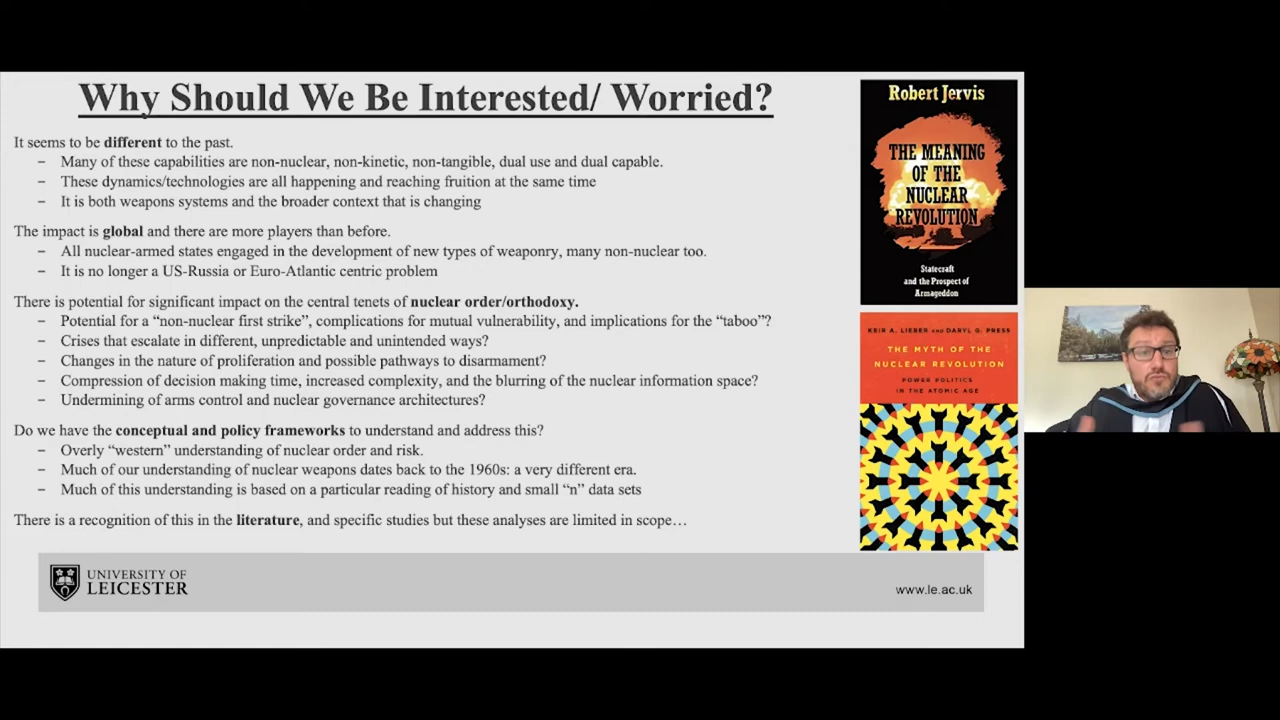 Why Should We Be Interested/ Worried?
It seems to be different to the past.
– Many of these capabilities are non-nuclear, non-kinetic, non-tangible, dual use and dual capable.
– These dynamics/technologies are all happening and reaching fruition at the same time
– It is both weapons systems and the broader context that is changing
The impact is global and there are more players than before.
– All nuclear-armed states engaged in the development of new types of weaponry, many non-nuclear too.
– It is no longer a US-Russia or Euro-Atlantic centric problem
There is potential for significant impact on the central tenets of nuclear order/orthodoxy.
– Potential for a “non-nuclear first strike”, complications for mutual vulnerability, and implications for the “taboo”?
– Crises that escalate in different, unpredictable and unintended ways?
– Changes in the nature of proliferation and possible pathways to disarmament?
– Compression of decision making time, increased complexity, and the blurring of the nuclear information space?
– Undermining of arms control and nuclear governance architectures?
Do we have the conceptual and policy frameworks to understand and address this?
– Overly “western” understanding of nuclear order and risk.
– Much of our understanding of nuclear weapons dates back to the 1960s: a very different era.
– Much of this understanding is based on a particular reading of history and small “n” data sets
There is a recognition of this in the literature, and specific studies but these analyses are limited in scope…
Robert Jervis
THE MEANING
OF THE
NUCLEAR
REVOLUTION
Statecraft
and the Prospect of
Armageddon
KEIR A. LIEBER AND DARYL G. PRESS
THE MYTH OF THE
NUCLEAR REVOLUTION
POWER POLITICS
IN THE ATOMIC AGE
UNIVERSITY OF
LEICESTER
www.le.ac.uk